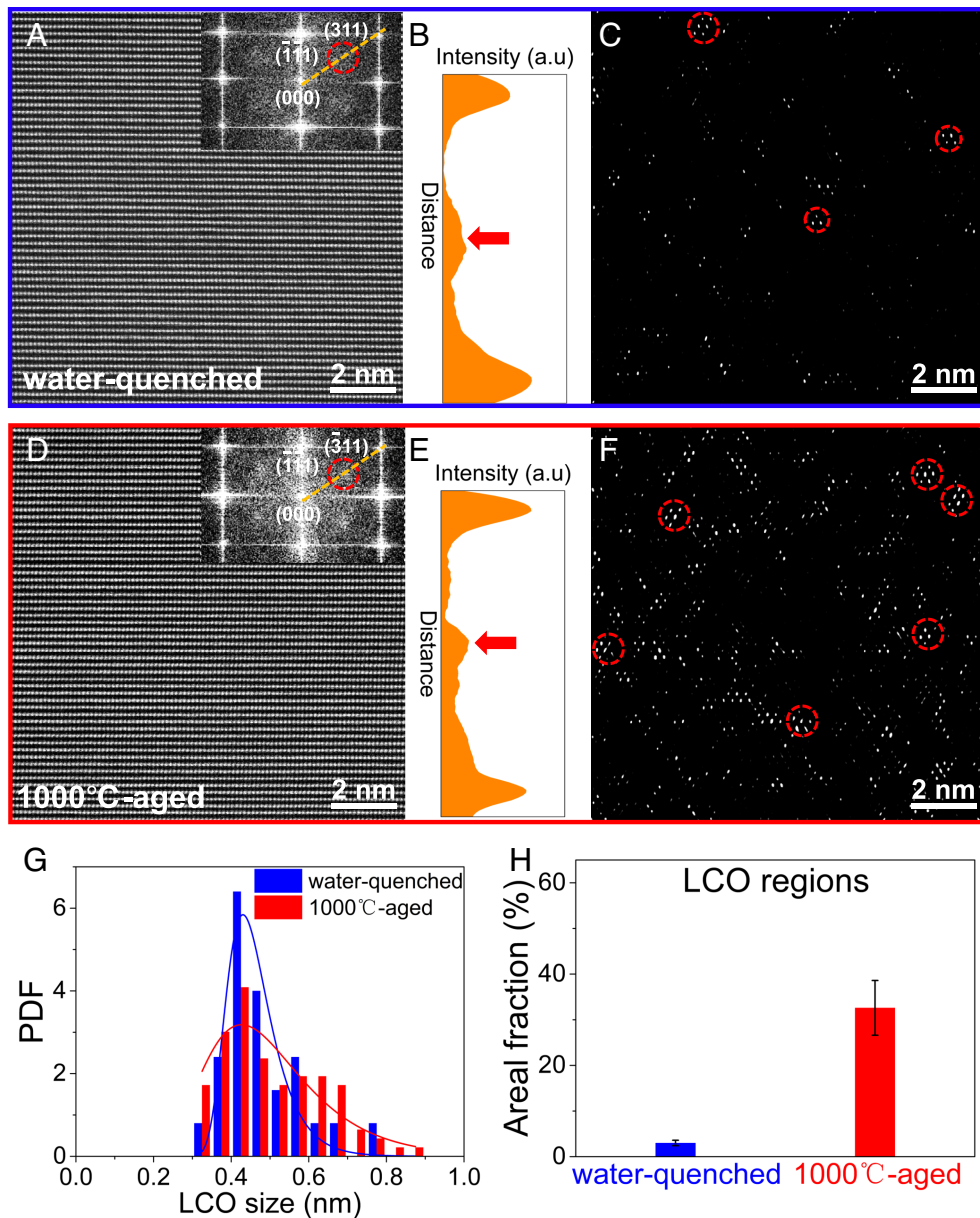 A
(311)
(1̅11)
(000)
water-quenched
2 nm
B
Intensity (a.u)
Distance
C
2 nm
D
(3̅11)
(1̅11)
(000)
1000°C-aged
2 nm
E
Intensity (a.u)
Distance
F
2 nm
G
water-quenched
1000℃-aged
PDF
6
4
2
0
0.0
0.2
0.4
0.6
0.8
1.0
LCO size (nm)
H
LCO regions
Areal fraction (%)
60
40
20
0
water-quenched
1000℃-aged